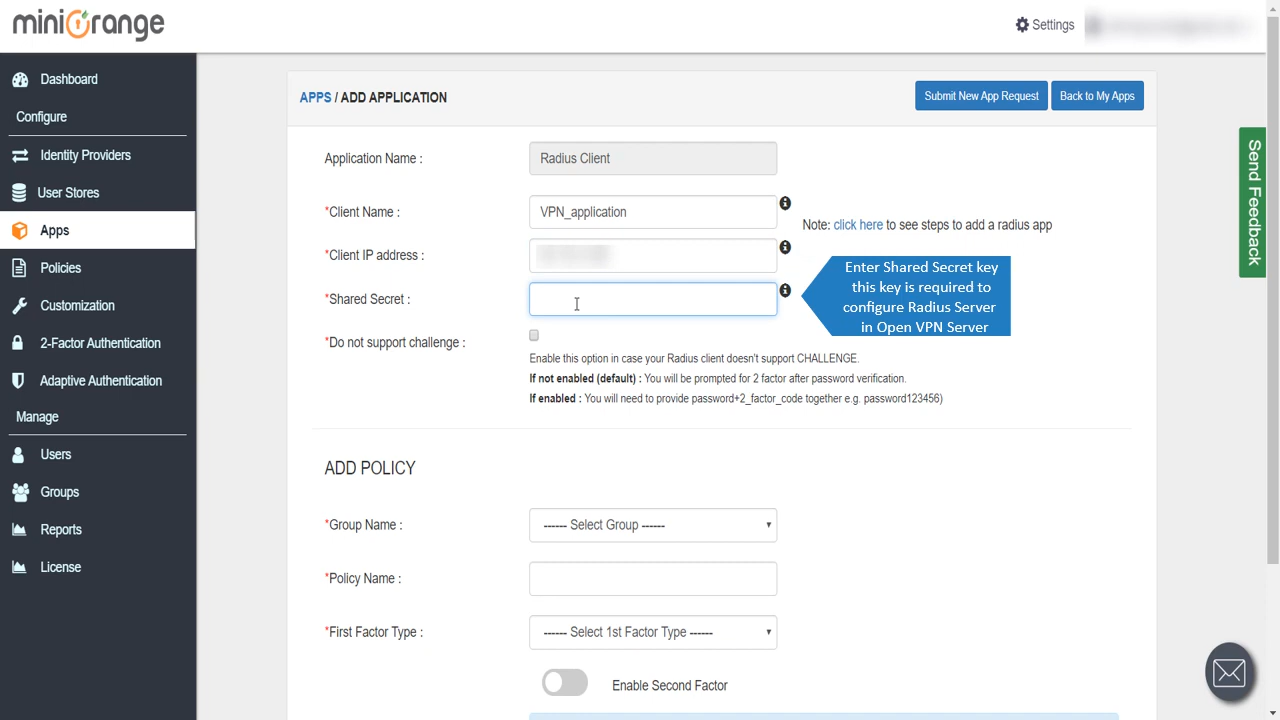 miniOrange
Settings
Dashboard
Configure
Identity Providers
User Stores
Apps
Policies
Customization
2-Factor Authentication
Adaptive Authentication
Manage
Users
Groups
Reports
License
APPS / ADD APPLICATION
Submit New App Request
Back to My Apps
Application Name :
Radius Client
*Client Name :
VPN_application
Note: click here to see steps to add a radius app
*Client IP address :
*Shared Secret :
Enter Shared Secret key
this key is required to
configure Radius Server
in Open VPN Server
*Do not support challenge :
Enable this option in case your Radius client doesn't support CHALLENGE.
If not enabled (default) : You will be prompted for 2 factor after password verification.
If enabled : You will need to provide password+2_factor_code together e.g. password123456)
ADD POLICY
*Group Name :
------ Select Group ------
*Policy Name :
*First Factor Type :
------ Select 1st Factor Type ------
Enable Second Factor
Send Feedback